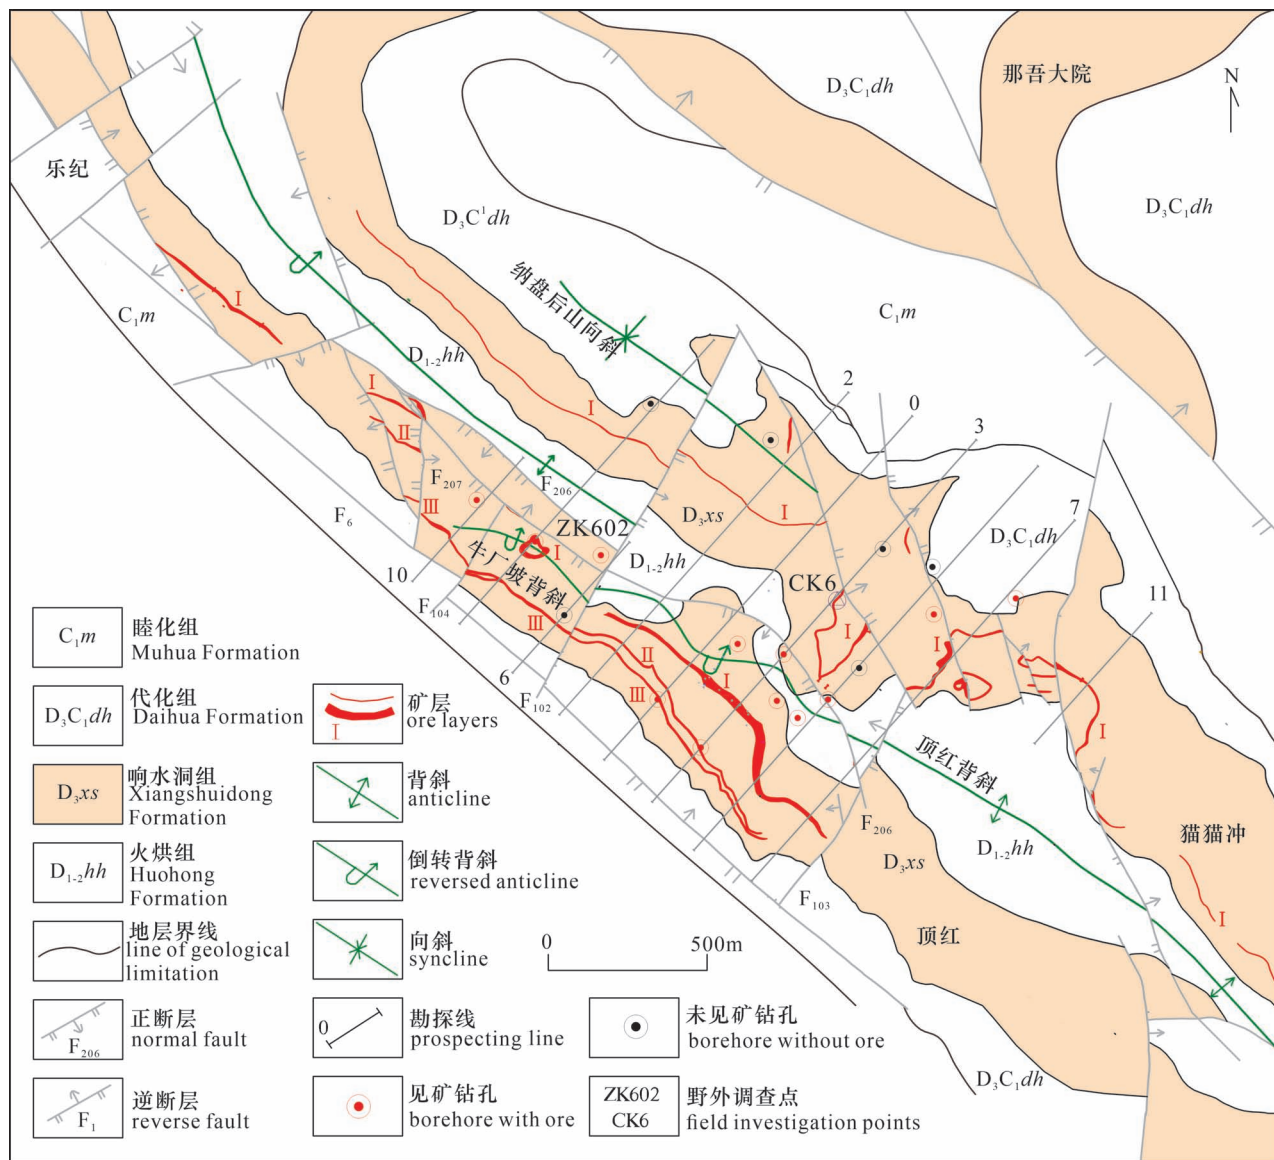 那吾大院
N
D₃C₁dh
乐纪
D₃C¹dh
D₃C₁dh
纳盘后山向斜
C₁m
C₁m
I
D₁₋₂hh
2
0
3
I
I
II
F₂₀₇
F₂₀₆
III
F₆
ZK602
I
D₃xs
I
D₃C₁dh
7
牛厂坡背斜
D₁₋₂hh
CK6
11
10
F₁₀₄
III
II
I
I
I
I
6
F₁₀₂
III
顶红背斜
F₂₀₆
D₁₋₂hh
猫猫冲
D₃xs
F₁₀₃
I
顶红
D₃C₁dh
0
500m
C₁m
睦化组
Muhua Formation
D₃C₁dh
代化组
Daihua Formation
D₃xs
响水洞组
Xiangshuidong
Formation
D₁₋₂hh
火烘组
Huohong
Formation
地层界线
line of geological
limitation
F₂₀₆
正断层
normal fault
F₁
逆断层
reverse fault
I
矿层
ore layers
背斜
anticline
倒转背斜
reversed anticline
向斜
syncline
0
勘探线
prospecting line
见矿钻孔
borehore with ore
未见矿钻孔
borehore without ore
ZK602
CK6
野外调查点
field investigation points